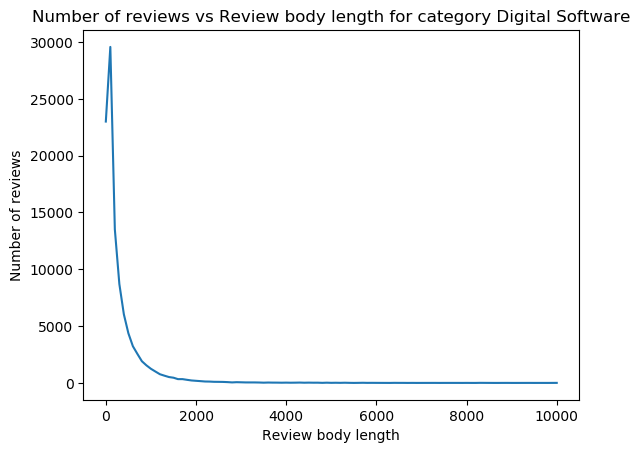 Number of reviews vs Review body length for category Digital Software
30000
25000
20000
15000
10000
5000
0
Number of reviews
0 2000 4000 6000 8000 10000
Review body length